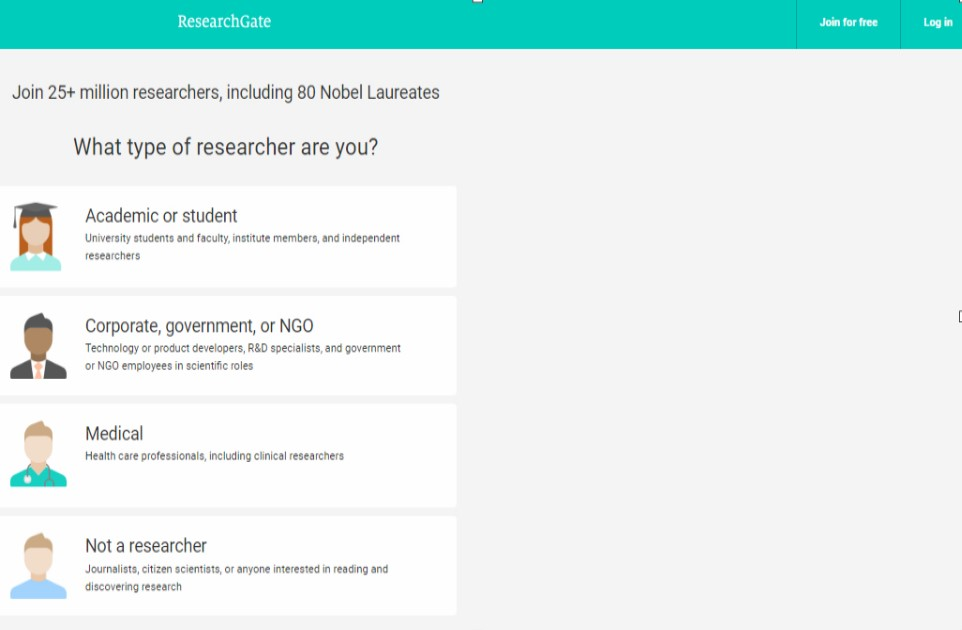 ResearchGate
Join for free
Log in
Join 25+ million researchers, including 80 Nobel Laureates
What type of researcher are you?
Academic or student
University students and faculty, institute members, and independent
researchers
Corporate, government, or NGO
Technology or product developers, R&D specialists, and government
or NGO employees in scientific roles
Medical
Health care professionals, including clinical researchers
Not a researcher
Journalists, citizen scientists, or anyone interested in reading and
discovering research